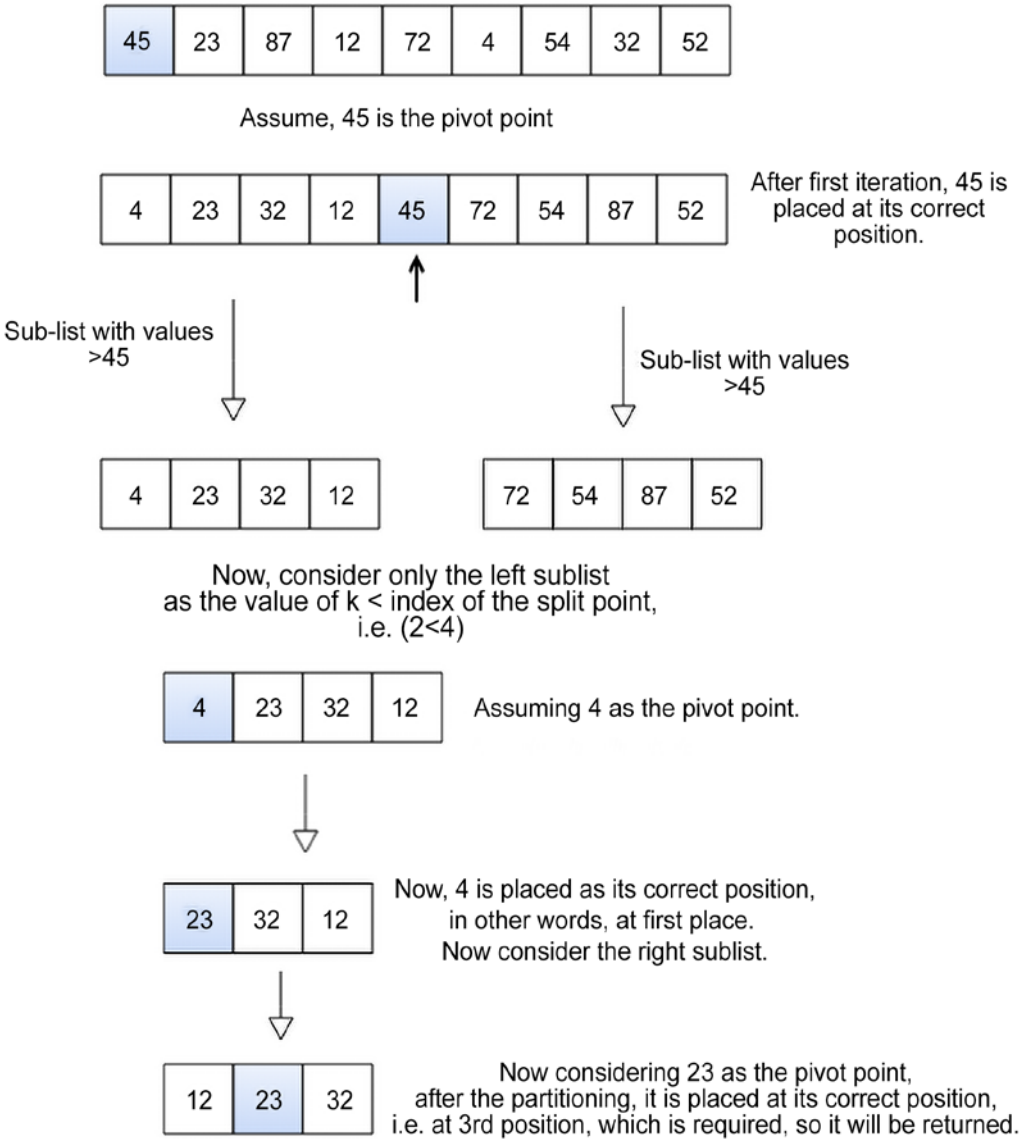 45 23 87 12 72 4 54 32 52
Assume, 45 is the pivot point
4 23 32 12 45 72 54 87 52
After first iteration, 45 is
placed at its correct
position.
Sub-list with values
>45
Sub-list with values
>45
4 23 32 12
72 54 87 52
Now, consider only the left sublist
as the value of k < index of the split point,
i.e. (2<4)
4 23 32 12
Assuming 4 as the pivot point.
23 32 12
Now, 4 is placed as its correct position,
in other words, at first place.
Now consider the right sublist.
12 23 32
Now considering 23 as the pivot point,
after the partitioning, it is placed at its correct position,
i.e. at 3rd position, which is required, so it will be returned.